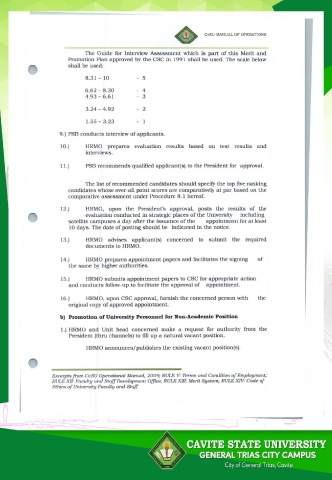 CvSU MANUAL OF OPERATIONS
The Guide for Interview Assessment which is part of this Merit and
Promotion Plan approved by the CSC in 1991 shall be used. The scale below
shall be used:
8.31 – 10 - 5
6.62 – 8.30 - 4
4.93 – 6.61 - 3
3.24 – 4.92 - 2
1.55 – 3.23 - 1
9.) PSB conducts interview of applicants.
10.) HRMO prepares evaluation results based on test results and
interviews.
11.) PSB recommends qualified applicant(s) to the President for approval.
The list of recommended candidates should specify the top five ranking
candidates whose over-all point scores are comparatively at par based on the
comparative assessment under Procedure 8.1 hereof.
12.) HRMO, upon the President's approval, posts the results of the
evaluation conducted in strategic places of the University including
satellite campuses a day after the issuance of the appointment for at least
10 days. The date of posting should be indicated in the notice.
13.) HRMO advises applicant(s) concerned to submit the required
documents to HRMO.
14.) HRMO prepares appointment papers and facilitates the signing of
the same by higher authorities.
15.) HRMO submits appointment papers to CSC for appropriate action
and conducts follow-up to facilitate the approval of appointment.
16.) HRMO, upon CSC approval, furnish the concerned person with the
original copy of approved appointment.
b) Promotion of University Personnel for Non-Academic Position
1.) HRMO and Unit head concerned make a request for authority from the
President (thru channels) to fill up a natural vacant position.
HRMO announces/publishes the existing vacant position(s).
Excerpts from CvSU Operational Manual, 2009; RULE V: Terms and Condition of Employment;
RULE XII: Faculty and Staff Development Office; RULE XIII: Merit System; RULE XIV: Code of
Ethics of University Faculty and Staff
CAVITE STATE UNIVERSITY
GENERAL TRIAS CITY CAMPUS
City of General Trias, Cavite